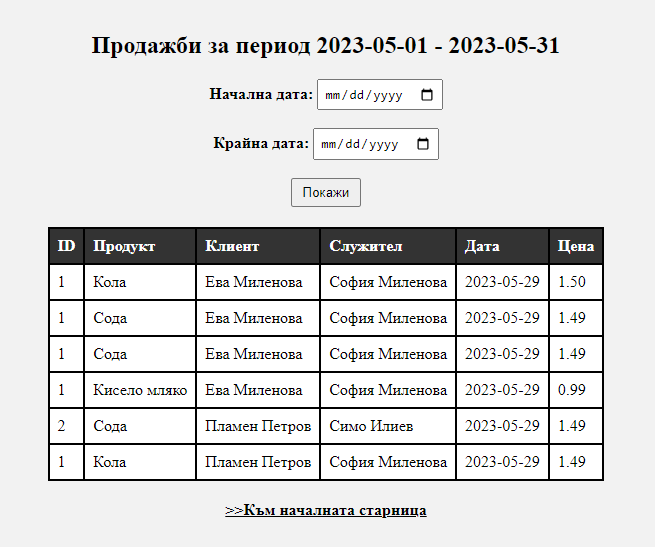 Продажби за период 2023-05-01 - 2023-05-31
Начална дата: mm/dd/yyyy
Крайна дата: mm/dd/yyyy
Покажи
ID Продукт Клиент Служител Дата Цена
1 Кола Ева Миленова София Миленова 2023-05-29 1.50
1 Сода Ева Миленова София Миленова 2023-05-29 1.49
1 Сода Ева Миленова София Миленова 2023-05-29 1.49
1 Кисело мляко Ева Миленова София Миленова 2023-05-29 0.99
2 Сода Пламен Петров Симо Илиев 2023-05-29 1.49
1 Кола Пламен Петров София Миленова 2023-05-29 1.49
>>Към началната старница